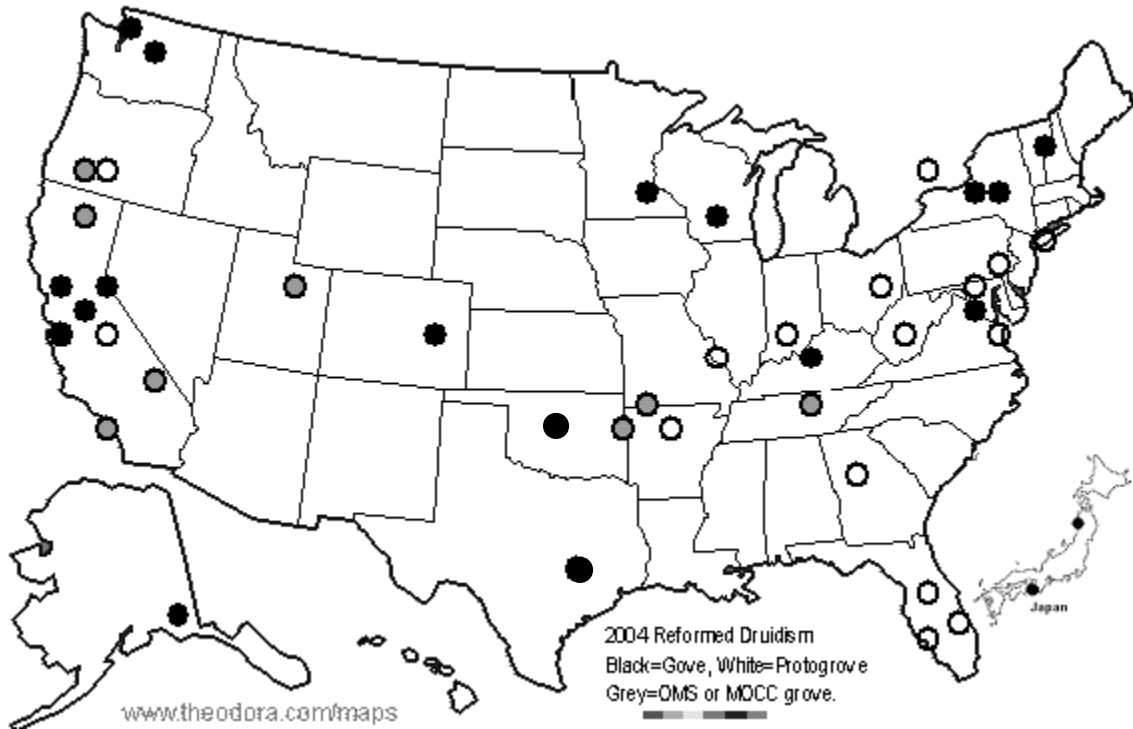 Japan
2004 Reformed Druidism
Black=Gove, White=Protogrove
Grey=OMS or MOCC grove.
www.theodora.com/maps